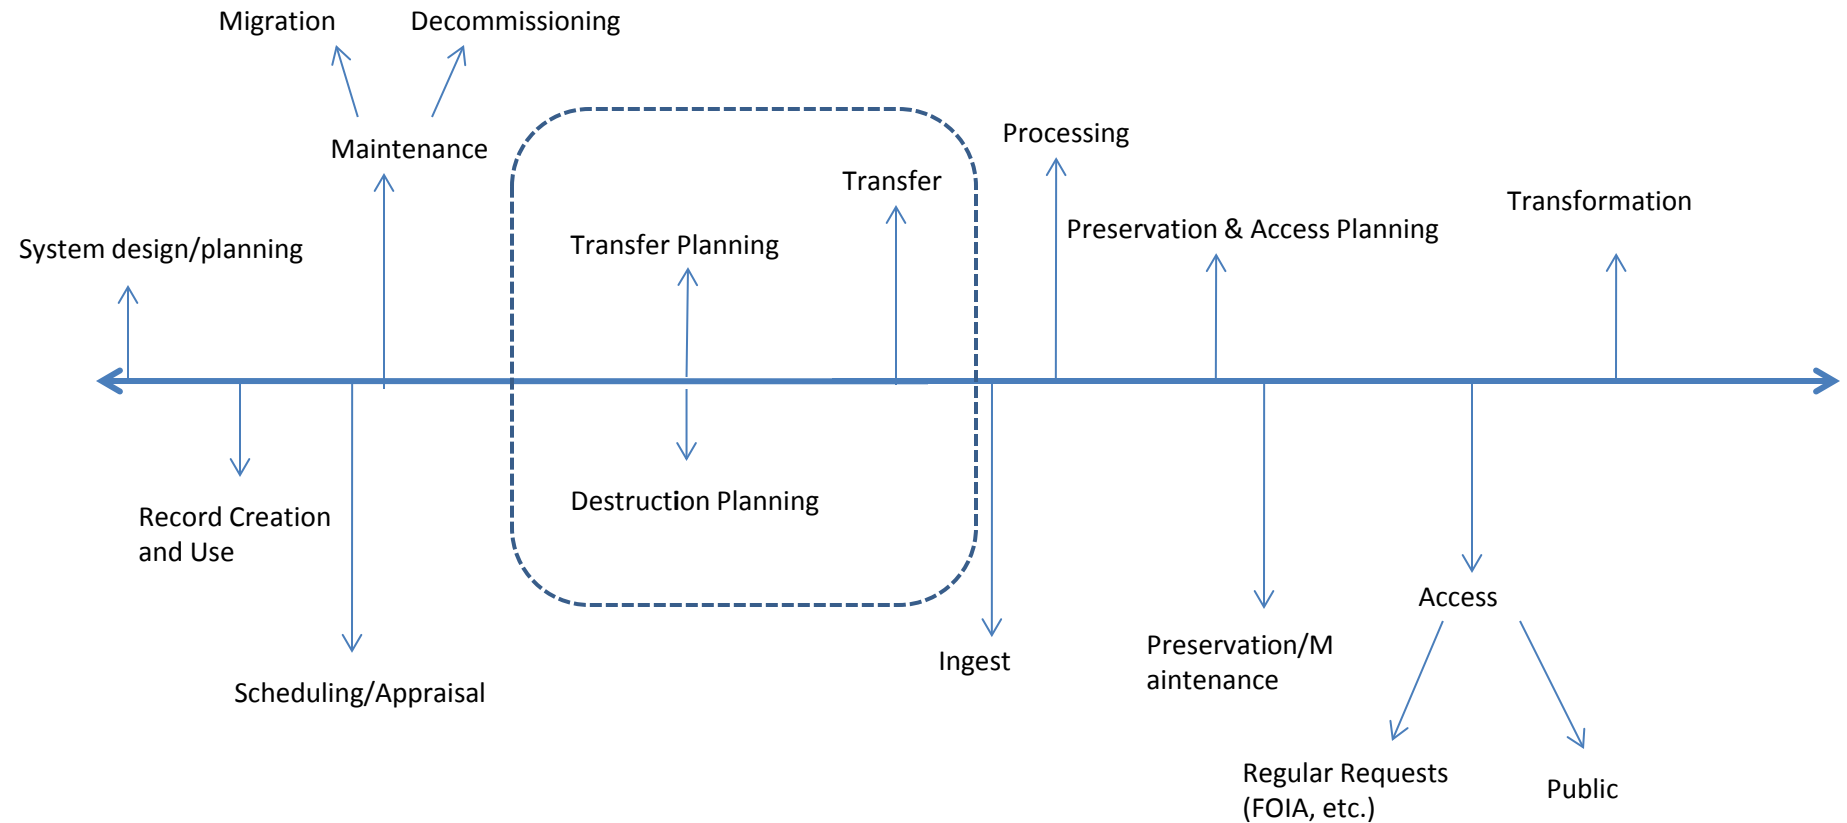 Migration
Decommissioning
Maintenance
Processing
Transfer
Transformation
Preservation & Access Planning
Transfer Planning
System design/planning
Destruction Planning
Record Creation
and Use
Access
Preservation/M
aintenance
Ingest
Scheduling/Appraisal
Regular Requests
(FOIA, etc.)
Public